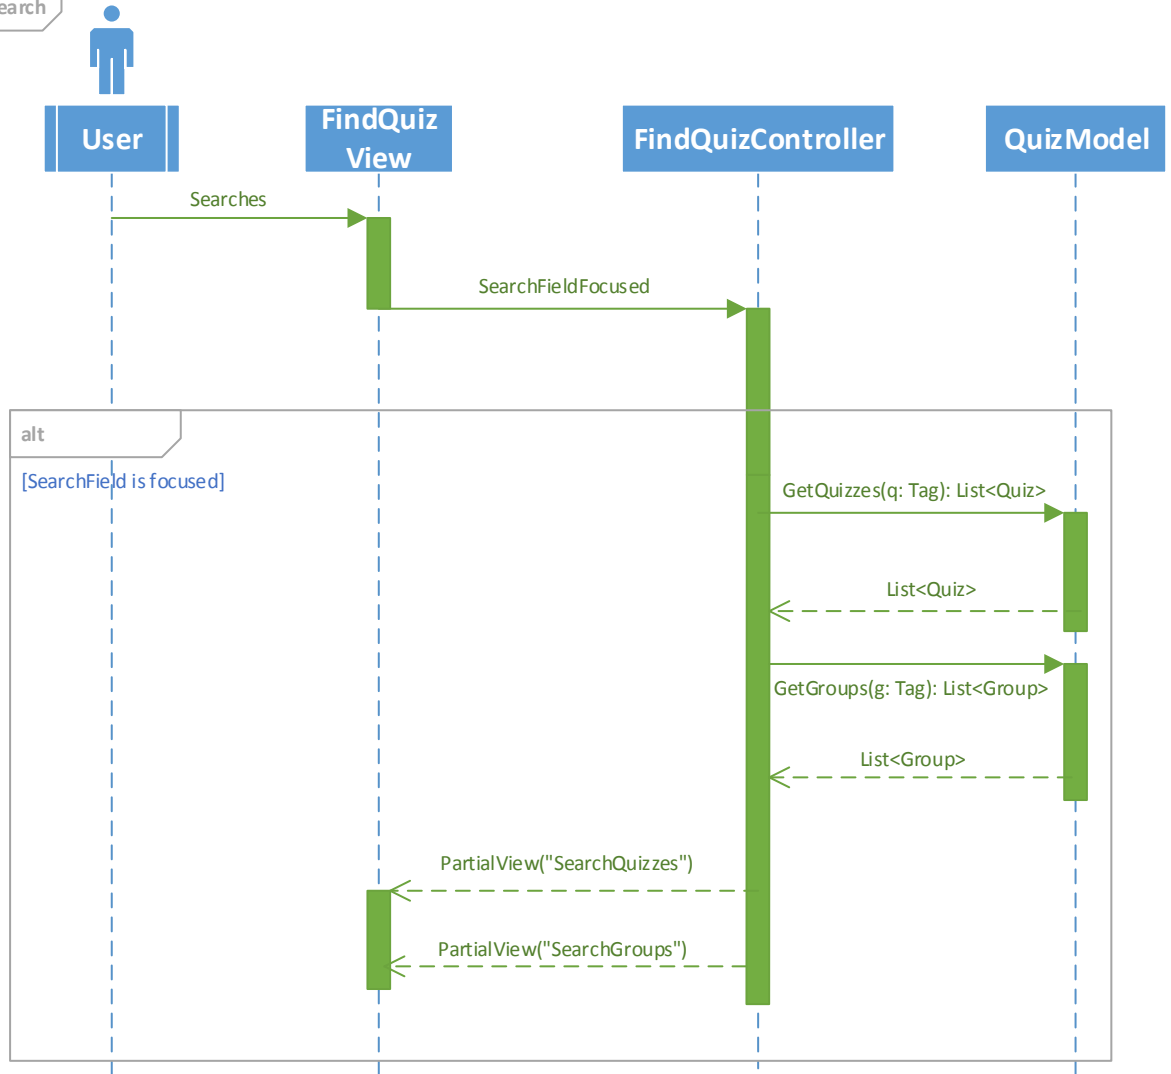 earch
User
FindQuiz
View
FindQuizController
QuizModel
Searches
SearchFieldFocused
alt
[SearchField is focused]
GetQuizzes(q: Tag): List<Quiz>
List<Quiz>
GetGroups(g: Tag): List<Group>
List<Group>
PartialView("SearchQuizzes")
PartialView("SearchGroups")